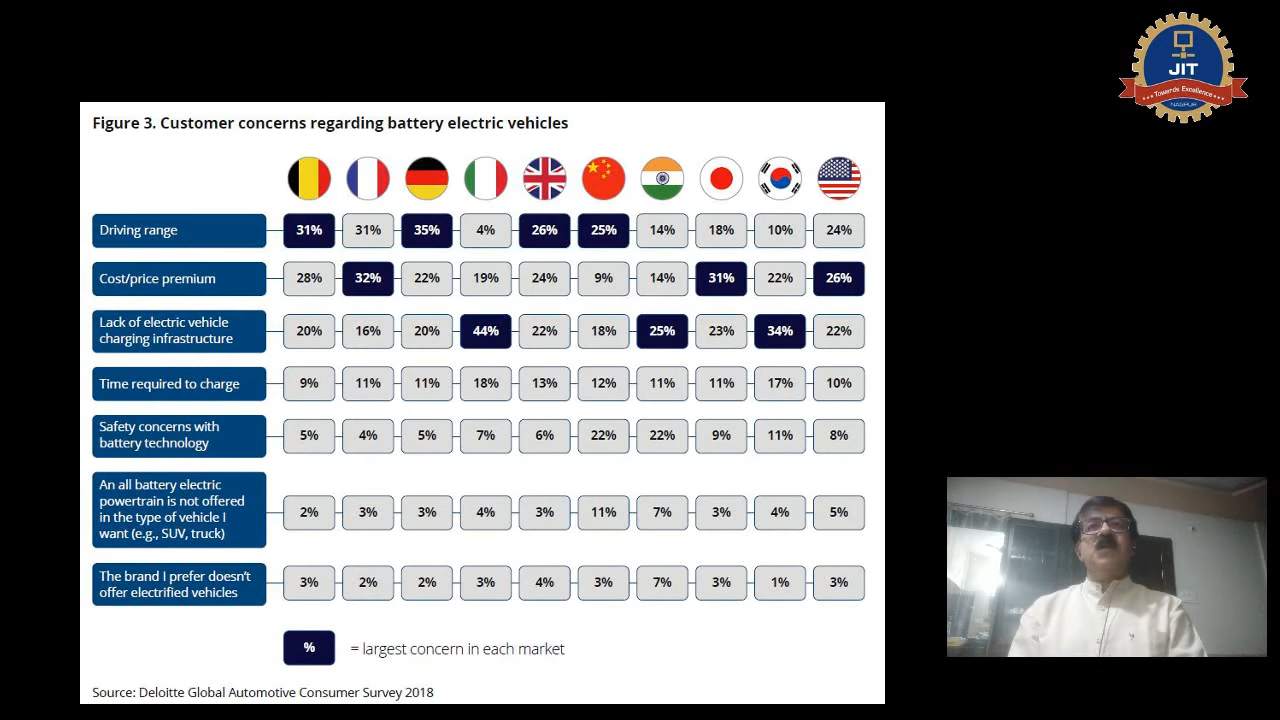 JIT
Towards Excellence
NAGPUR
Figure 3. Customer concerns regarding battery electric vehicles
Driving range 31% 31% 35% 4% 26% 25% 14% 18% 10% 24%
Cost/price premium 28% 32% 22% 19% 24% 9% 14% 31% 22% 26%
Lack of electric vehicle
charging infrastructure 20% 16% 20% 44% 22% 18% 25% 23% 34% 22%
Time required to charge 9% 11% 11% 18% 13% 12% 11% 11% 17% 10%
Safety concerns with
battery technology 5% 4% 5% 7% 6% 22% 22% 9% 11% 8%
An all battery electric
powertrain is not offered
in the type of vehicle I
want (e.g., SUV, truck) 2% 3% 3% 4% 3% 11% 7% 3% 4% 5%
The brand I prefer doesn't
offer electrified vehicles 3% 2% 2% 3% 4% 3% 7% 3% 1% 3%
% = largest concern in each market
Source: Deloitte Global Automotive Consumer Survey 2018